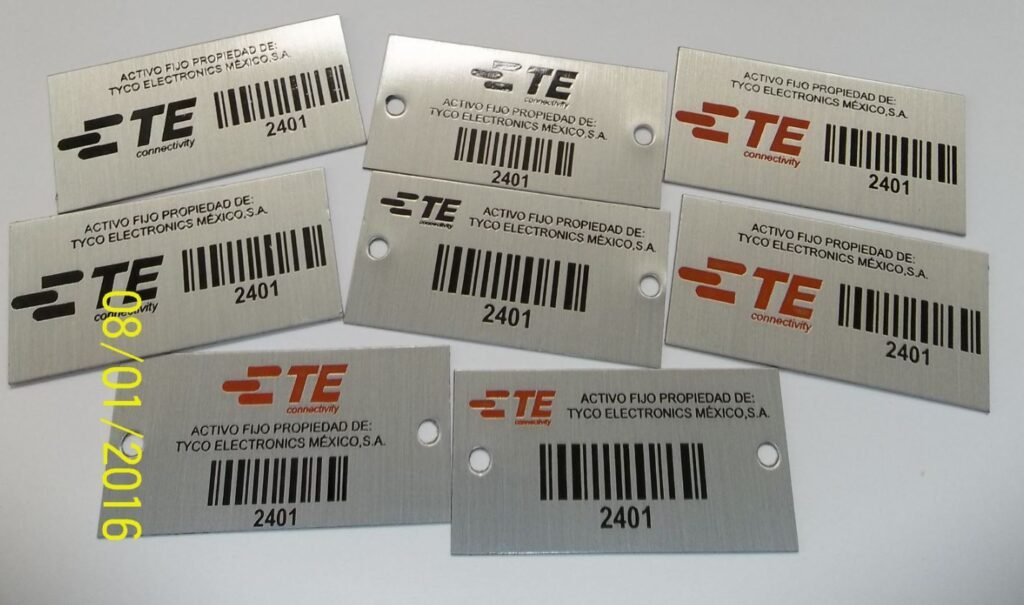 ACTIVO FIJO PROPIEDAD DE:
TYCO ELECTRONICS MÉXICO,S.A.
TE
connectivity
2401
TE
connectivity
ACTIVO FIJO PROPIEDAD DE:
TYCO ELECTRONICS MÉXICO,S.A.
2401
ACTIVO FIJO PROPIEDAD DE:
TYCO ELECTRONICS MÉXICO,S.A.
TE
connectivity
2401
ACTIVO FIJO PROPIEDAD DE:
TYCO ELECTRONICS MÉXICO,S.A.
TE
connectivity
2401
TE
connectivity
ACTIVO FIJO PROPIEDAD DE:
TYCO ELECTRONICS MÉXICO,S.A.
2401
ACTIVO FIJO PROPIEDAD DE:
TYCO ELECTRONICS MÉXICO,S.A.
TE
connectivity
2401
TE
connectivity
ACTIVO FIJO PROPIEDAD DE:
TYCO ELECTRONICS MÉXICO,S.A.
2401
TE
connectivity
ACTIVO FIJO PROPIEDAD DE:
TYCO ELECTRONICS MÉXICO,S.A.
2401
08/01/2016